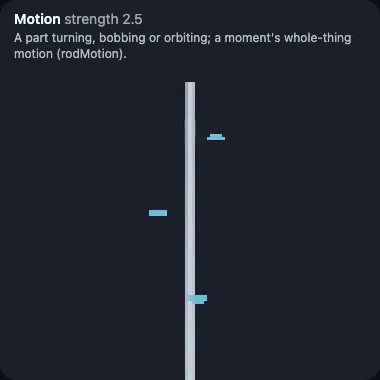 Motion strength 2.5
A part turning, bobbing or orbiting; a moment's whole-thing
motion (rodMotion).